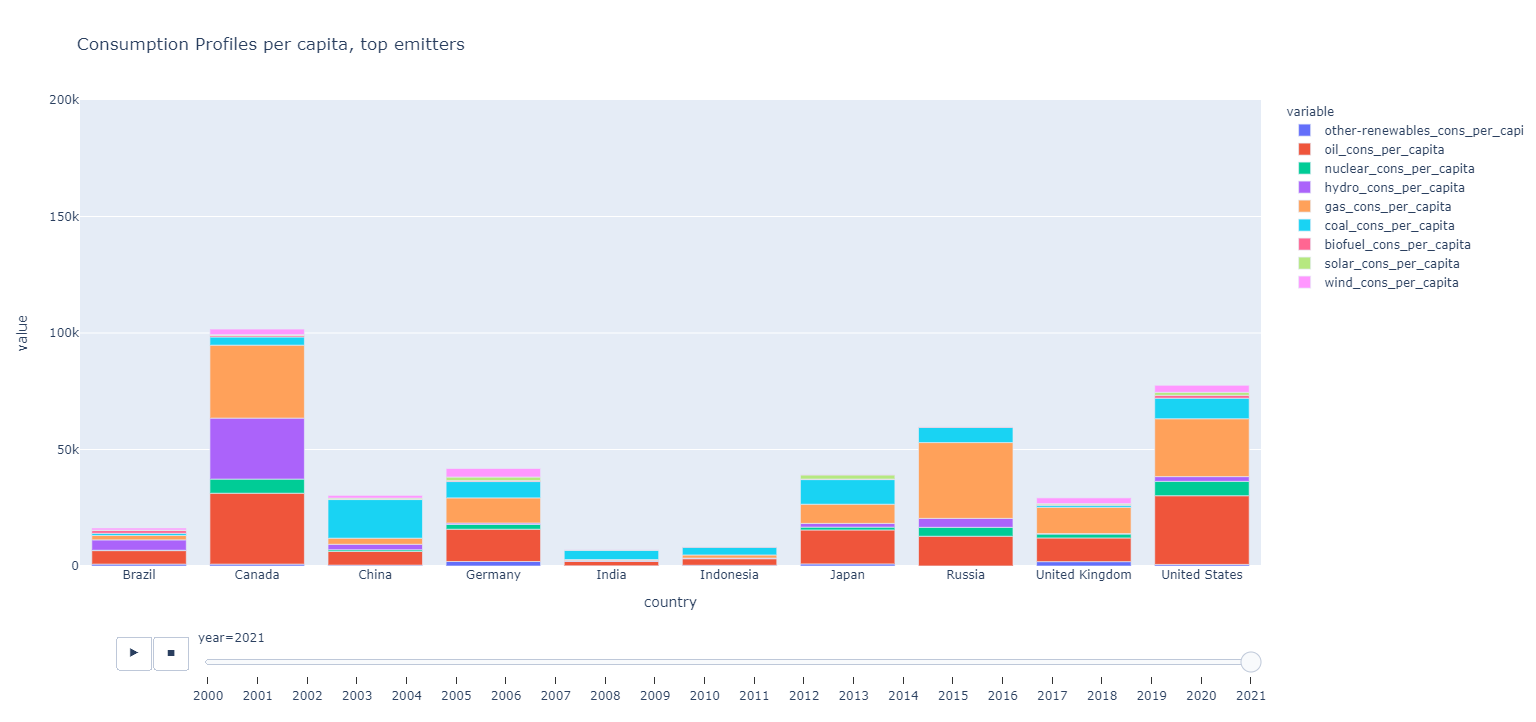 Consumption Profiles per capita, top emitters
200k
150k
100k
50k
0
value
Brazil Canada China Germany India Indonesia Japan Russia United Kingdom United States
country
variable
other-renewables_cons_per_capi
oil_cons_per_capita
nuclear_cons_per_capita
hydro_cons_per_capita
gas_cons_per_capita
coal_cons_per_capita
biofuel_cons_per_capita
solar_cons_per_capita
wind_cons_per_capita
year=2021
2000 2001 2002 2003 2004 2005 2006 2007 2008 2009 2010 2011 2012 2013 2014 2015 2016 2017 2018 2019 2020 2021